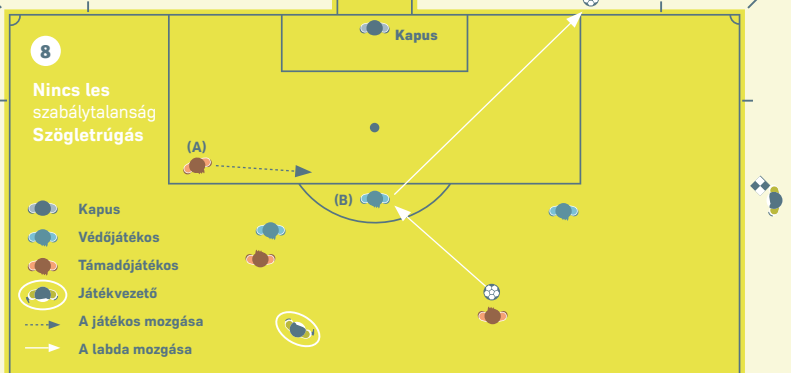 Kapus
8
Nincs les
szabálytalanság
Szögletrúgás
(A)
(B)
Kapus
Védőjátékos
Támadójátékos
Játékvezető
A játékos mozgása
A labda mozgása